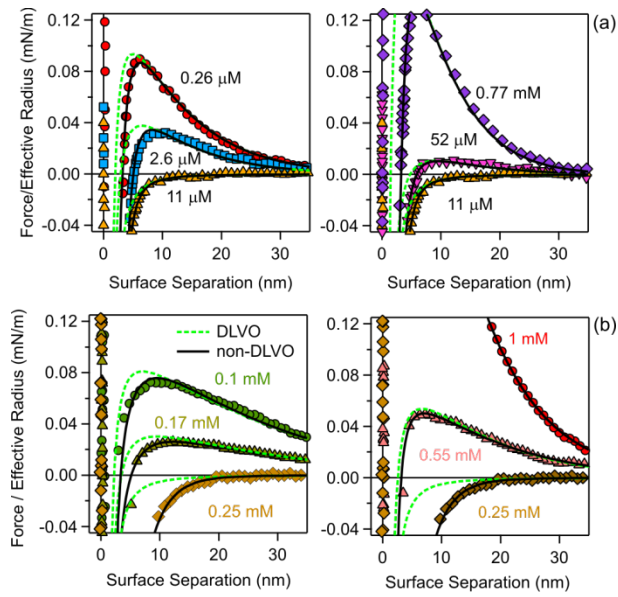 (a)
Force/Effective Radius (mN/m)
0.12
0.08
0.04
0.00
-0.04
0.26 µM
2.6 µM
11 µM
0 10 20 30
Surface Separation (nm)
0.12
0.08
0.04
0.00
-0.04
0.77 mM
52 µM
11 µM
0 10 20 30
Surface Separation (nm)
(b)
Force / Effective Radius (mN/m)
0.12
0.08
0.04
0.00
-0.04
DLVO
non-DLVO
0.1 mM
0.17 mM
0.25 mM
0 10 20 30
Surface Separation (nm)
0.12
0.08
0.04
0.00
-0.04
1 mM
0.55 mM
0.25 mM
0 10 20 30
Surface Separation (nm)